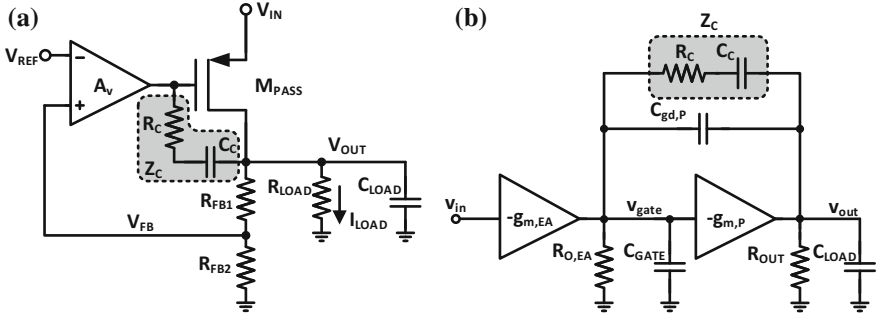 (a)
V_IN
V_REF
−
A_v
+
M_PASS
R_C
C_C
Z_C
V_OUT
R_FB1
R_LOAD
C_LOAD
I_LOAD
V_FB
R_FB2
(b)
Z_C
R_C
C_C
C_gd,P
v_in
-g_m,EA
v_gate
-g_m,P
v_out
R_O,EA
C_GATE
R_OUT
C_LOAD